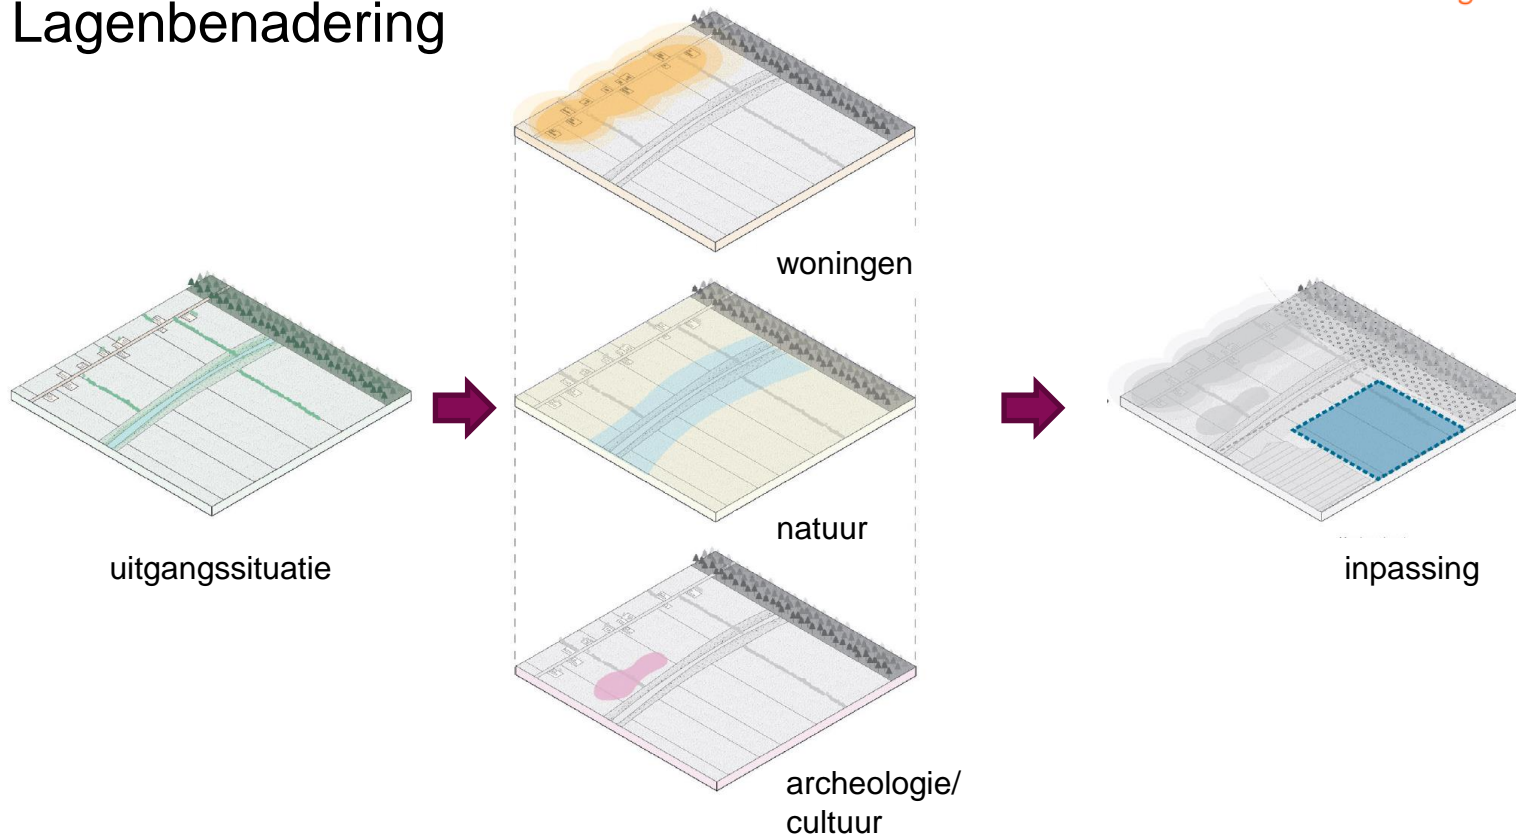 Lagenbenadering
woningen
natuur
uitgangssituatie
inpassing
archeologie/
cultuur